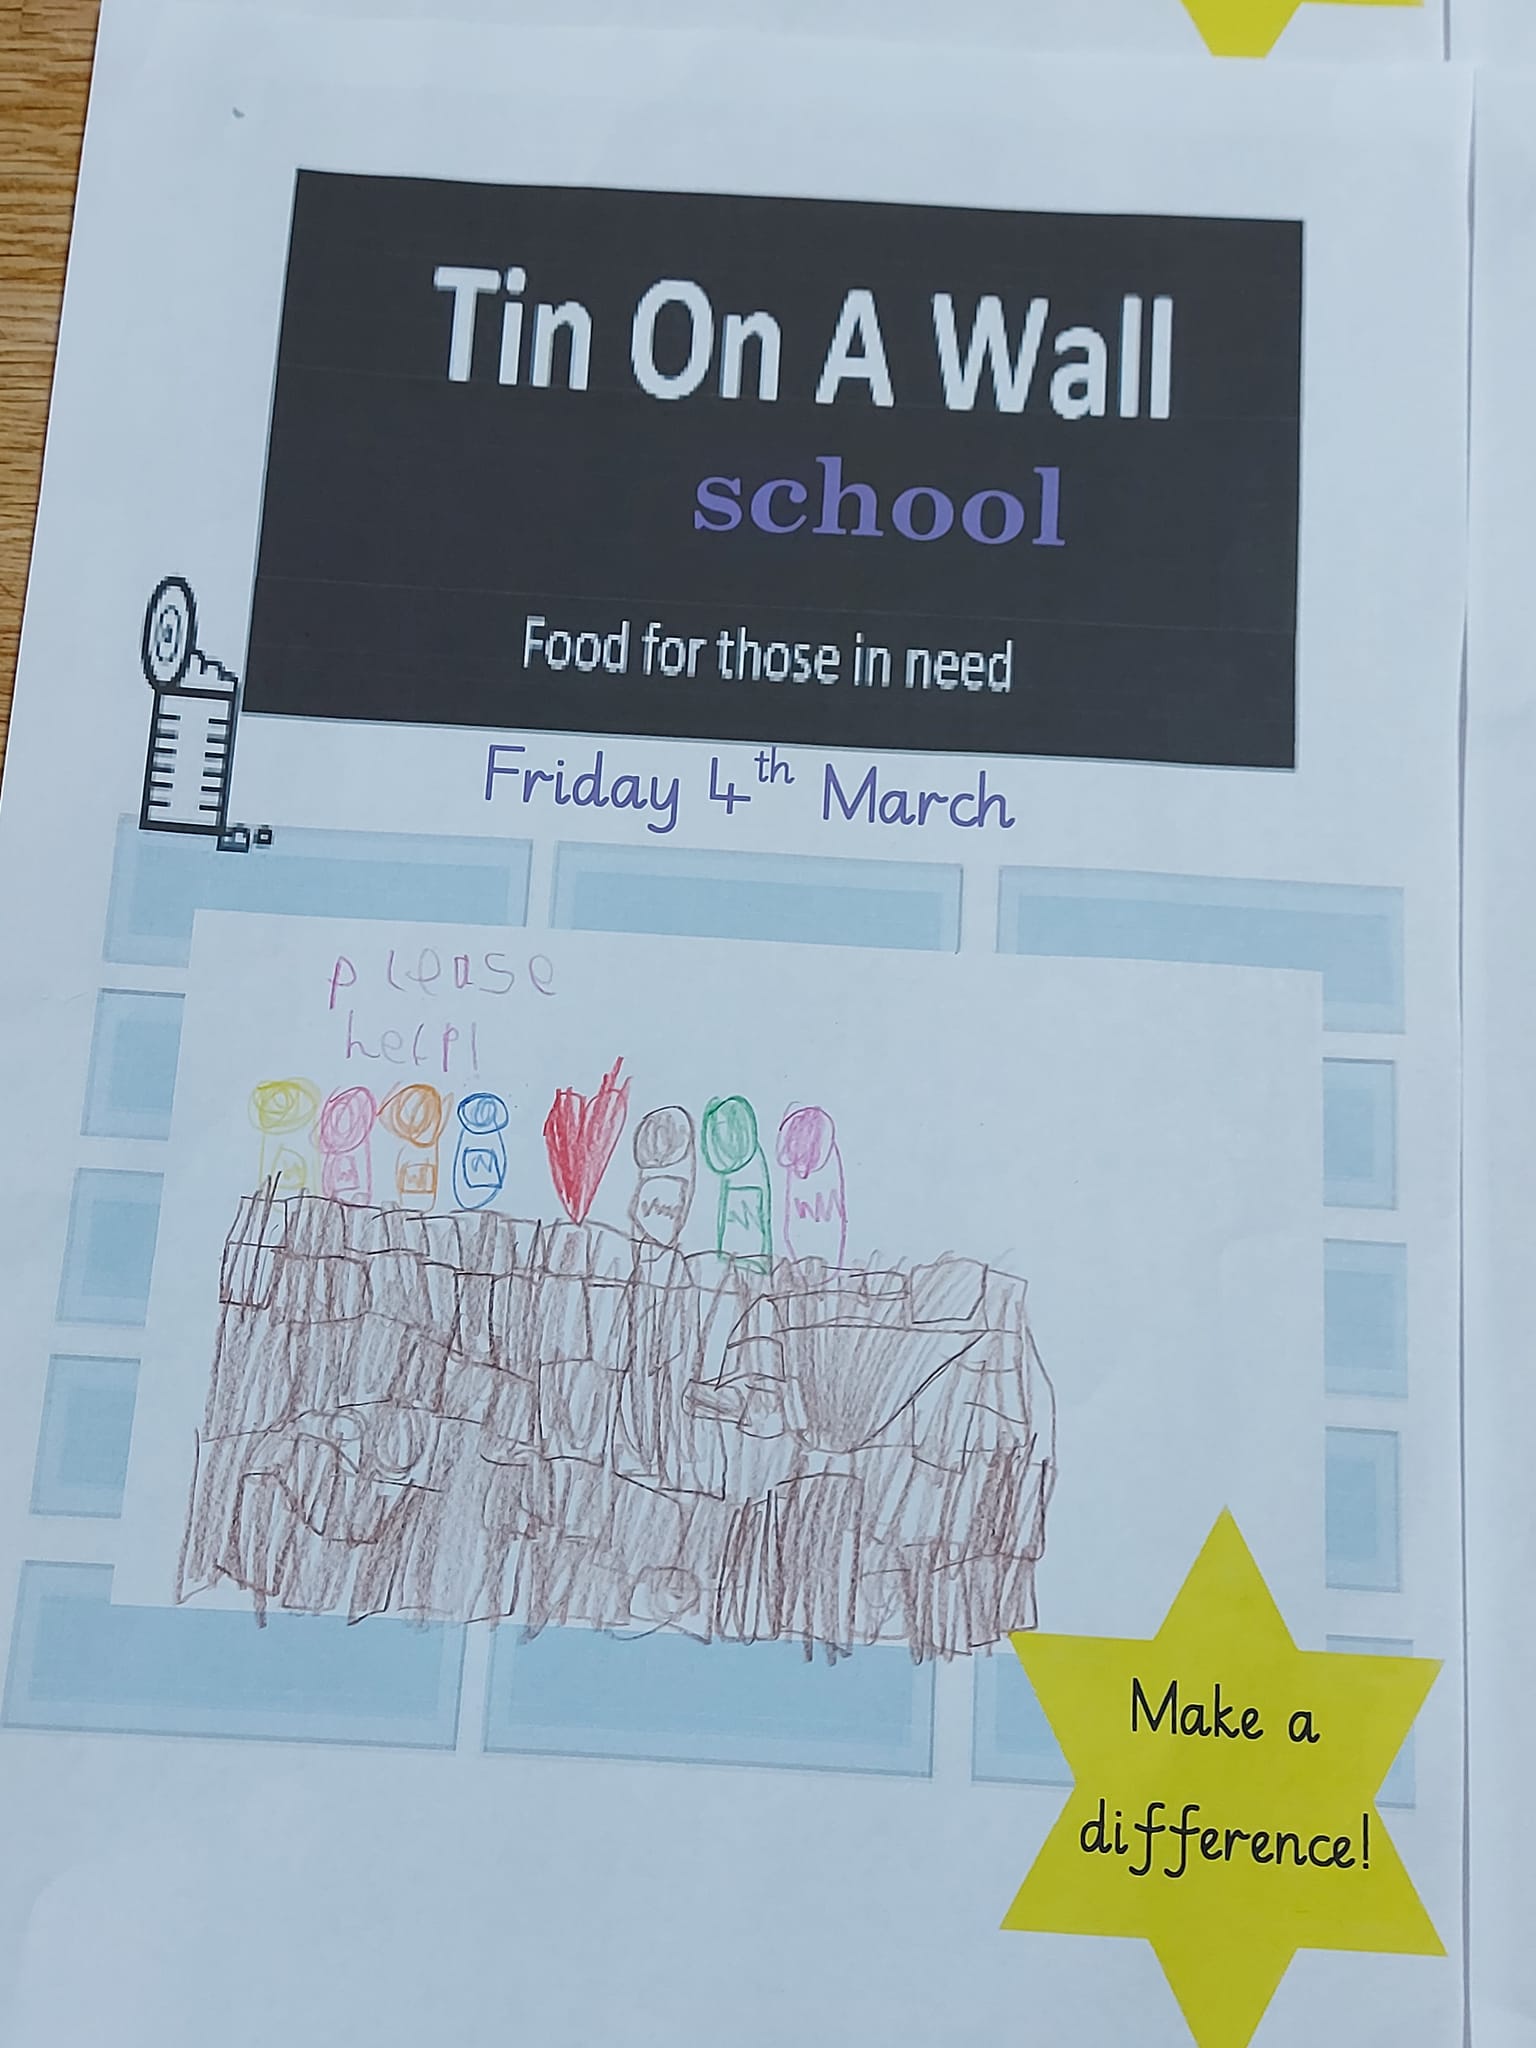 Tin On A Wall
school
Food for those in need
Friday 4th March
please
help!
Make a
difference!